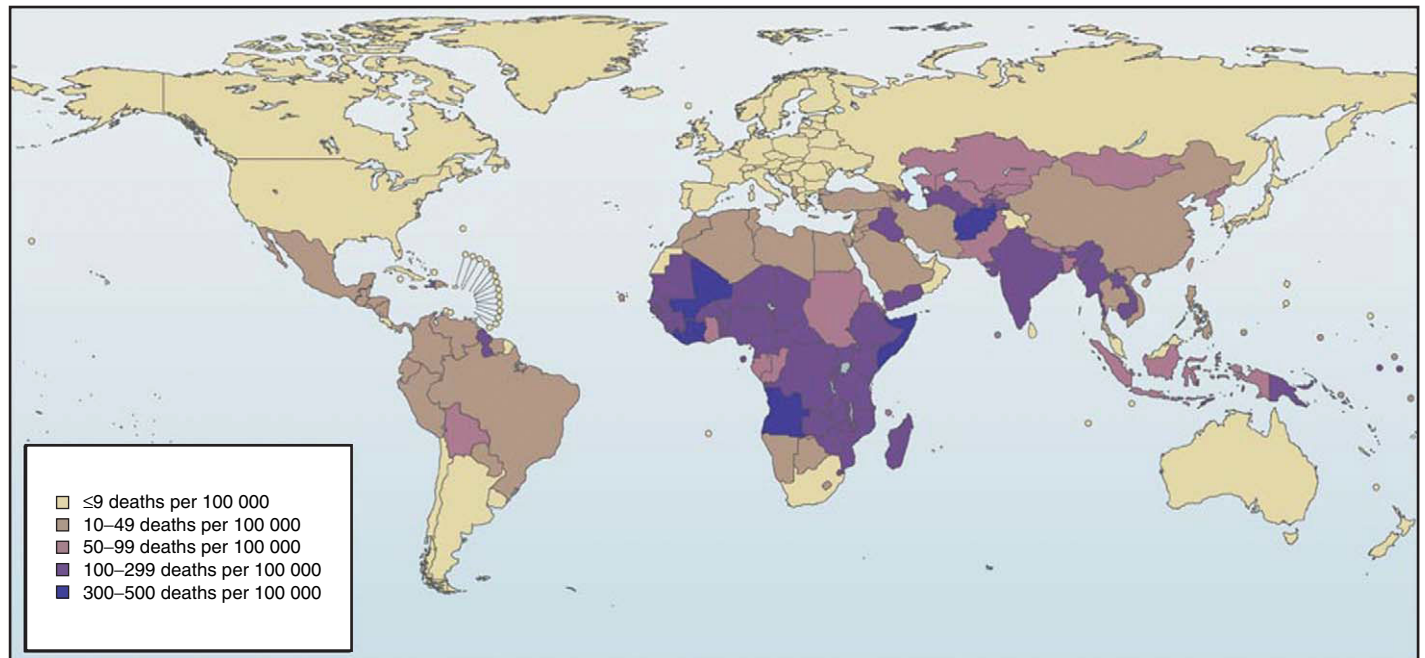 ≤9 deaths per 100 000
10–49 deaths per 100 000
50–99 deaths per 100 000
100–299 deaths per 100 000
300–500 deaths per 100 000